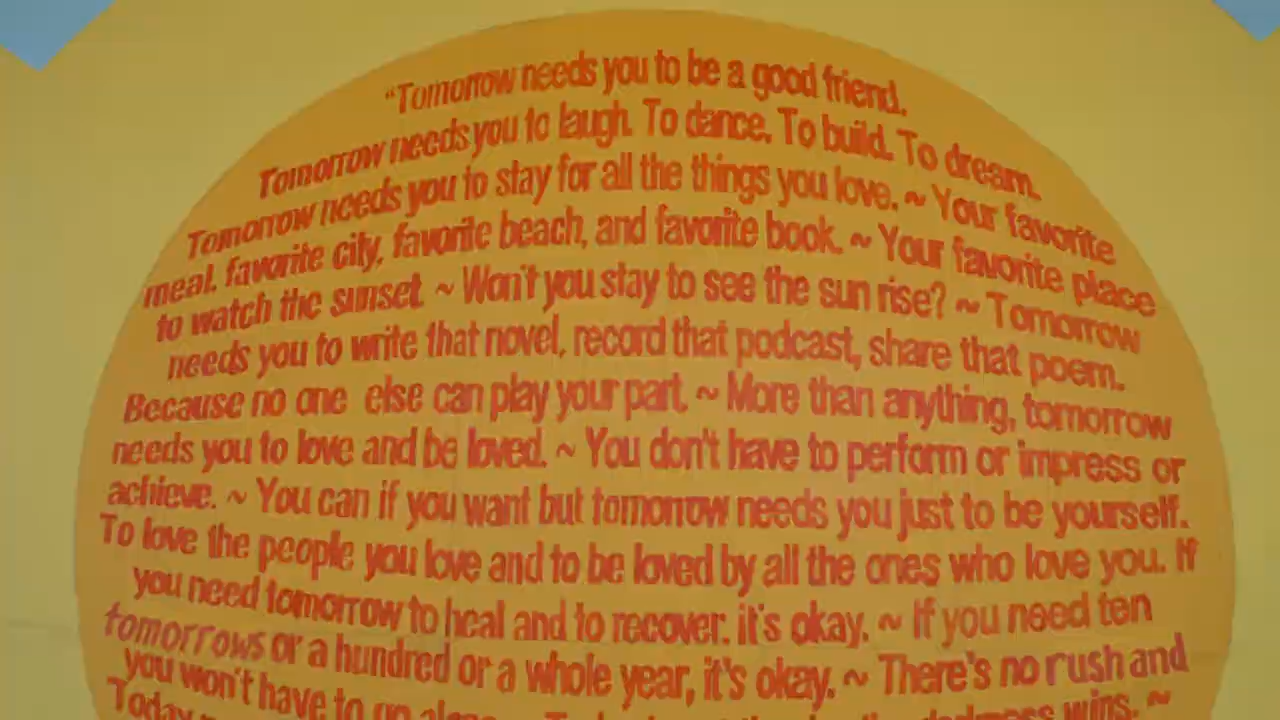 "Tomorrow needs you to be a good friend.
Tomorrow needs you to laugh. To dance. To build. To dream.
Tomorrow needs you to stay for all the things you love. ~ Your favorite
meal, favorite city, favorite beach, and favorite book. ~ Your favorite place
to watch the sunset. ~ Won't you stay to see the sun rise? ~ Tomorrow
needs you to write that novel, record that podcast, share that poem.
Because no one else can play your part. ~ More than anything, tomorrow
needs you to love and be loved. ~ You don't have to perform or impress or
achieve. ~ You can if you want but tomorrow needs you just to be yourself.
To love the people you love and to be loved by all the ones who love you. If
you need tomorrow to heal and to recover, it's okay. ~ If you need ten
tomorrows or a hundred or a whole year, it's okay. ~ There's no rush and
you won't have to go alone. wins. ~
Today